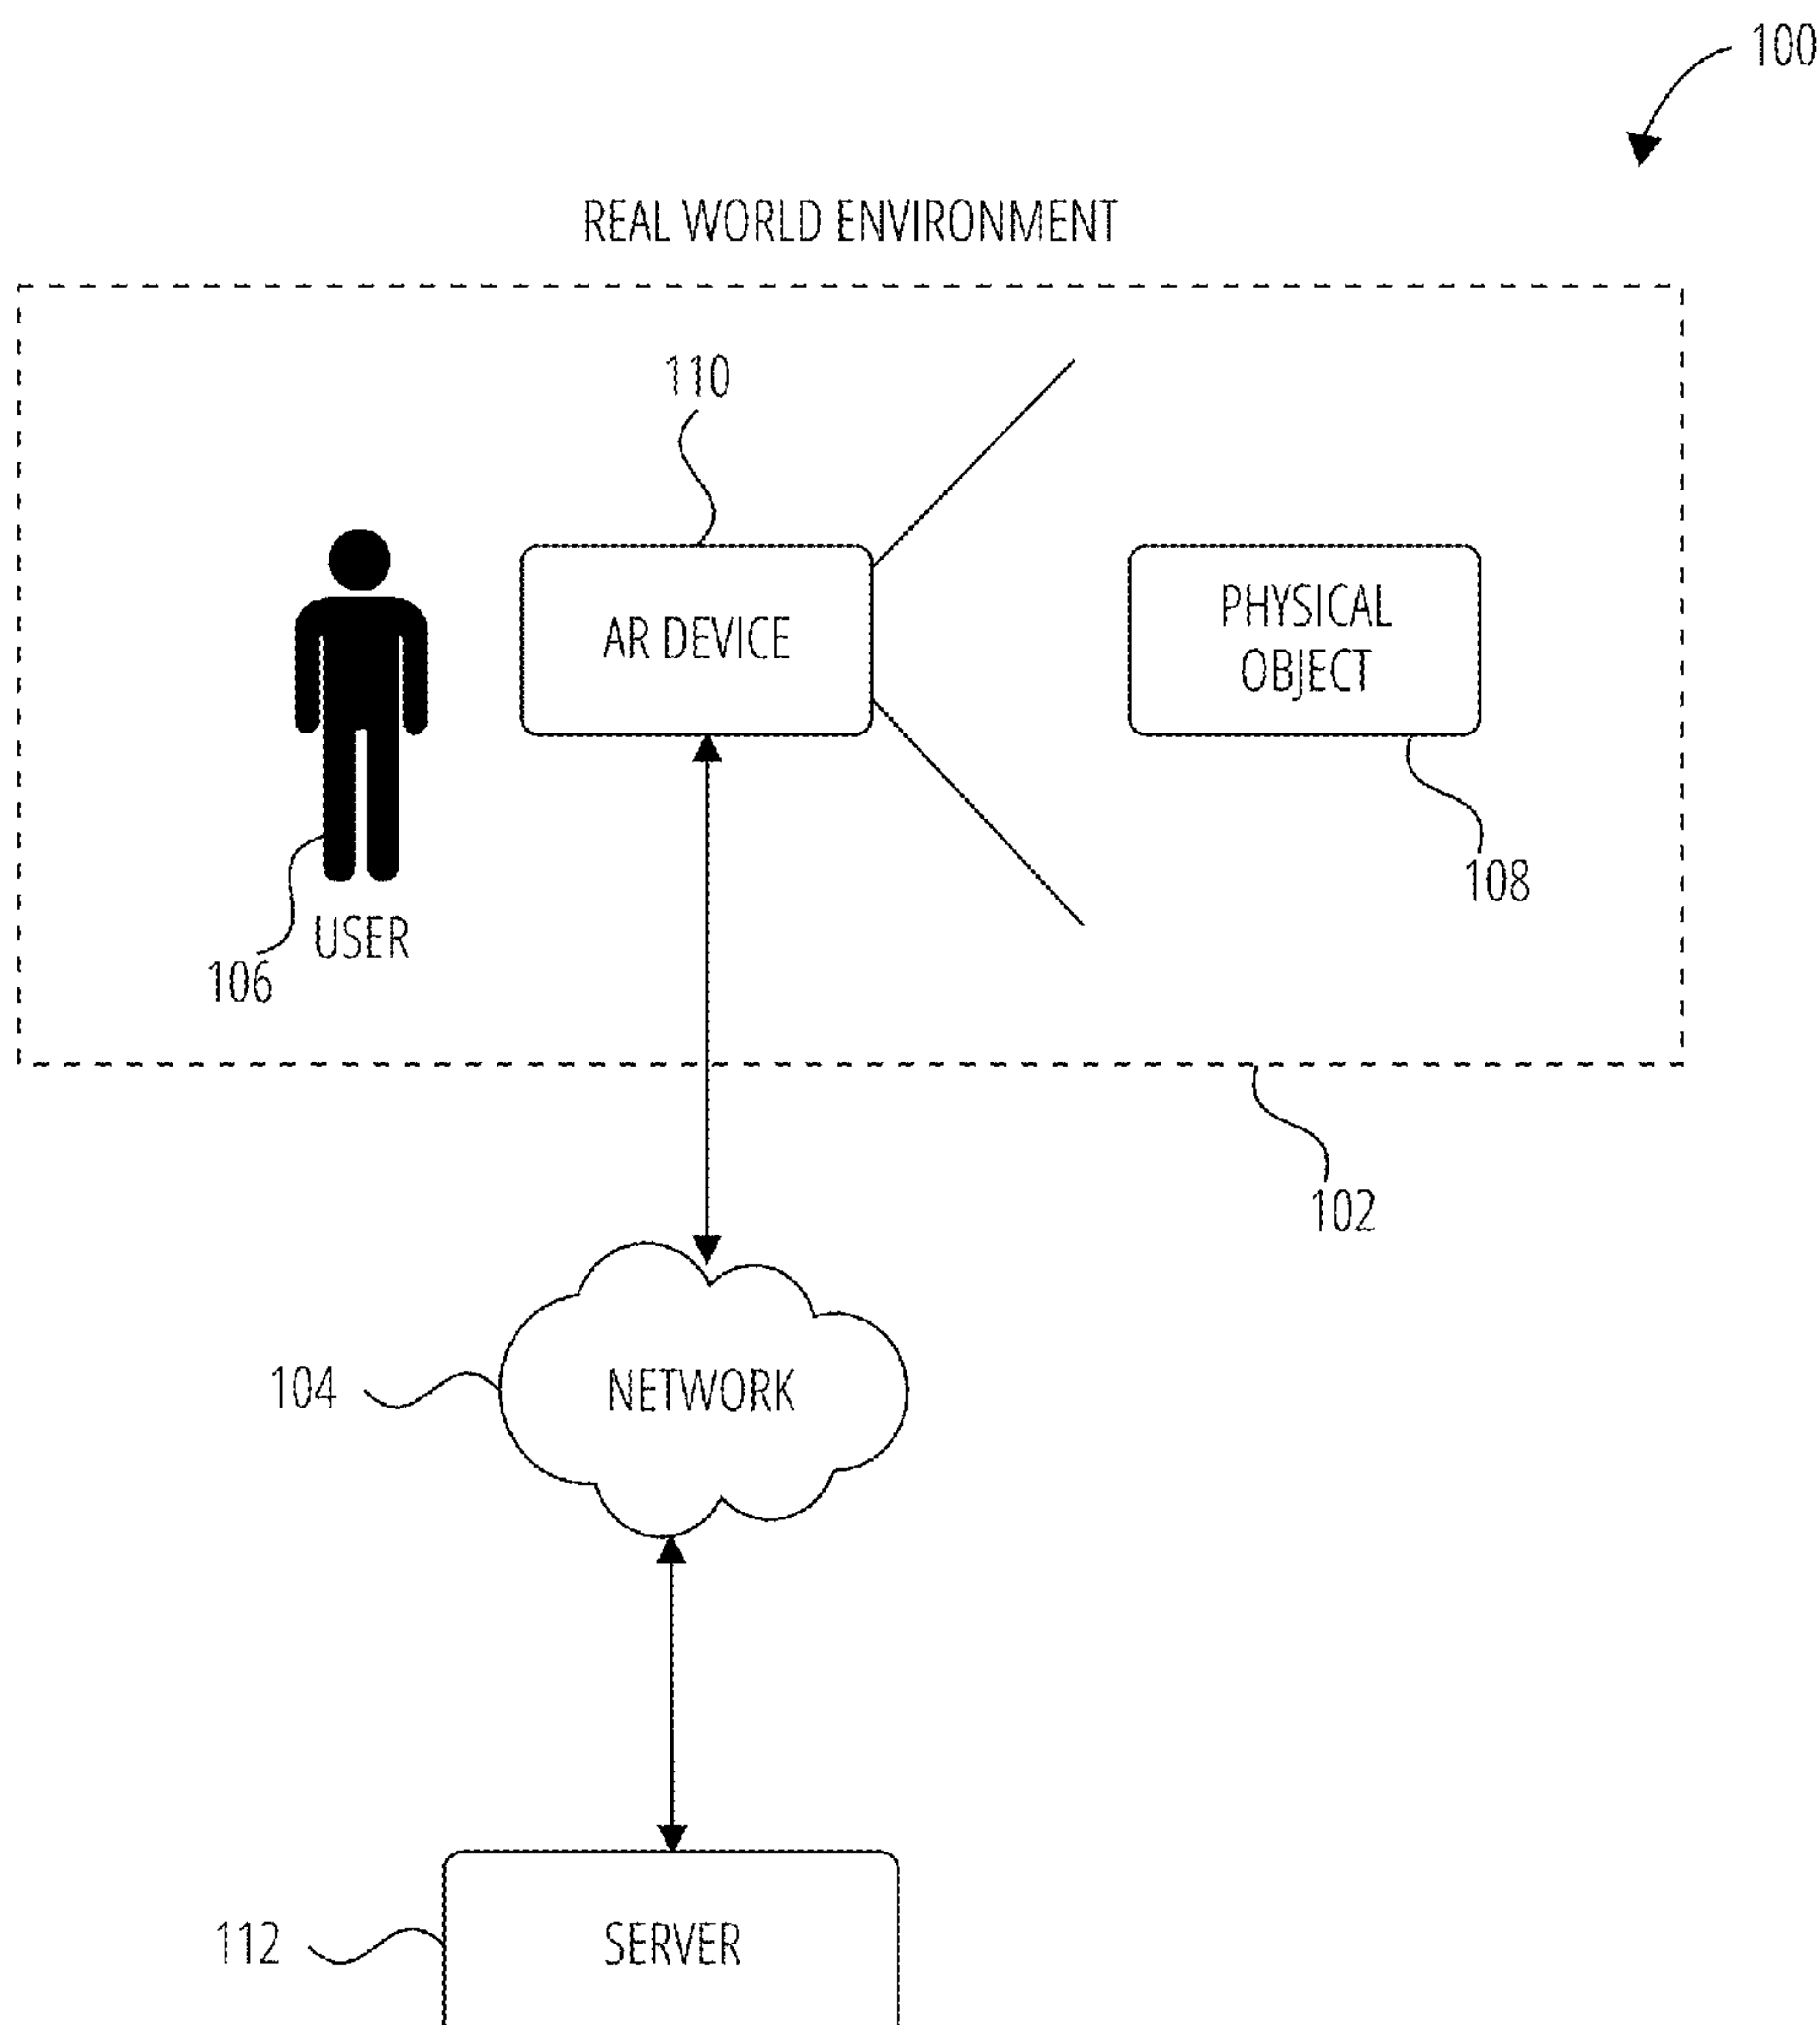 100
REAL WORLD ENVIRONMENT
110
AR DEVICE
PHYSICAL
OBJECT
108
USER
106
102
104
NETWORK
112
SERVER